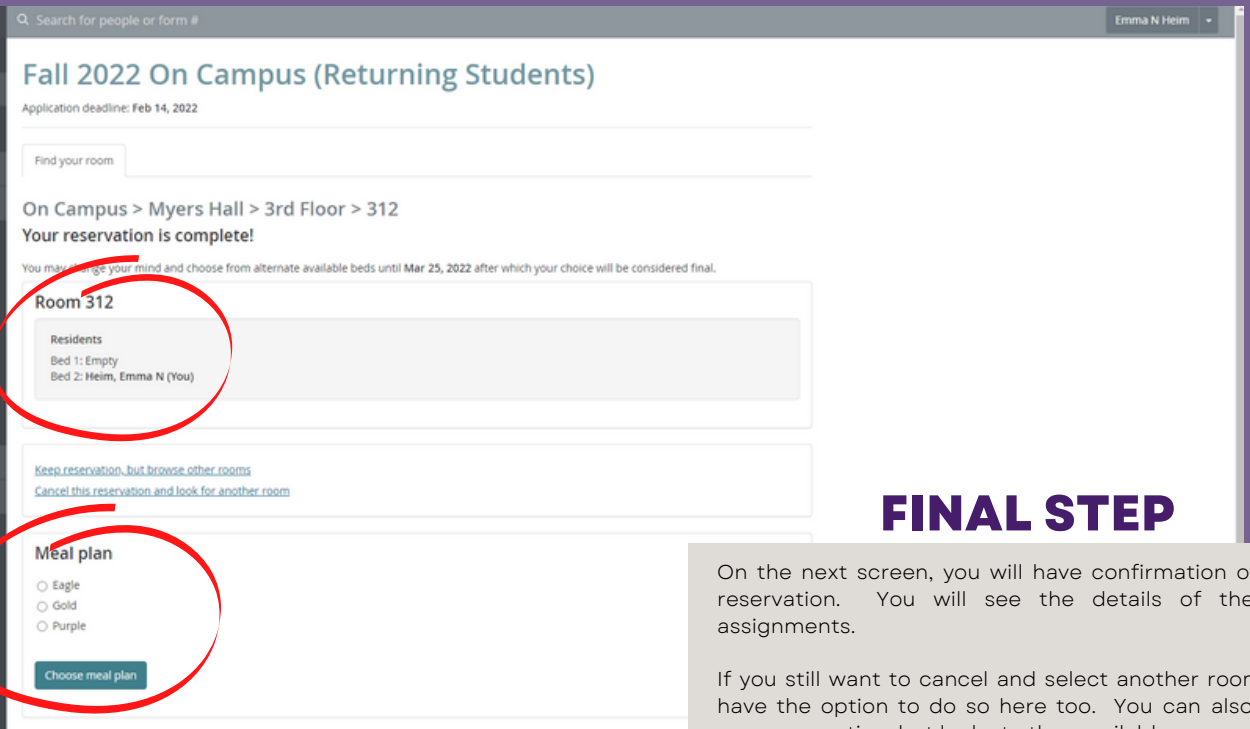 Search for people or form #
Emma N Heim
Fall 2022 On Campus (Returning Students)
Application deadline: Feb 14, 2022
Find your room
On Campus > Myers Hall > 3rd Floor > 312
Your reservation is complete!
You may change your mind and choose from alternate available beds until Mar 25, 2022 after which your choice will be considered final.
Room 312
Residents
Bed 1: Empty
Bed 2: Heim, Emma N (You)
Keep reservation, but browse other rooms
Cancel this reservation and look for another room
Meal plan
Eagle
Gold
Purple
Choose meal plan
FINAL STEP
On the next screen, you will have confirmation o
reservation. You will see the details of the
assignments.
If you still want to cancel and select another roor
have the option to do so here too. You can also